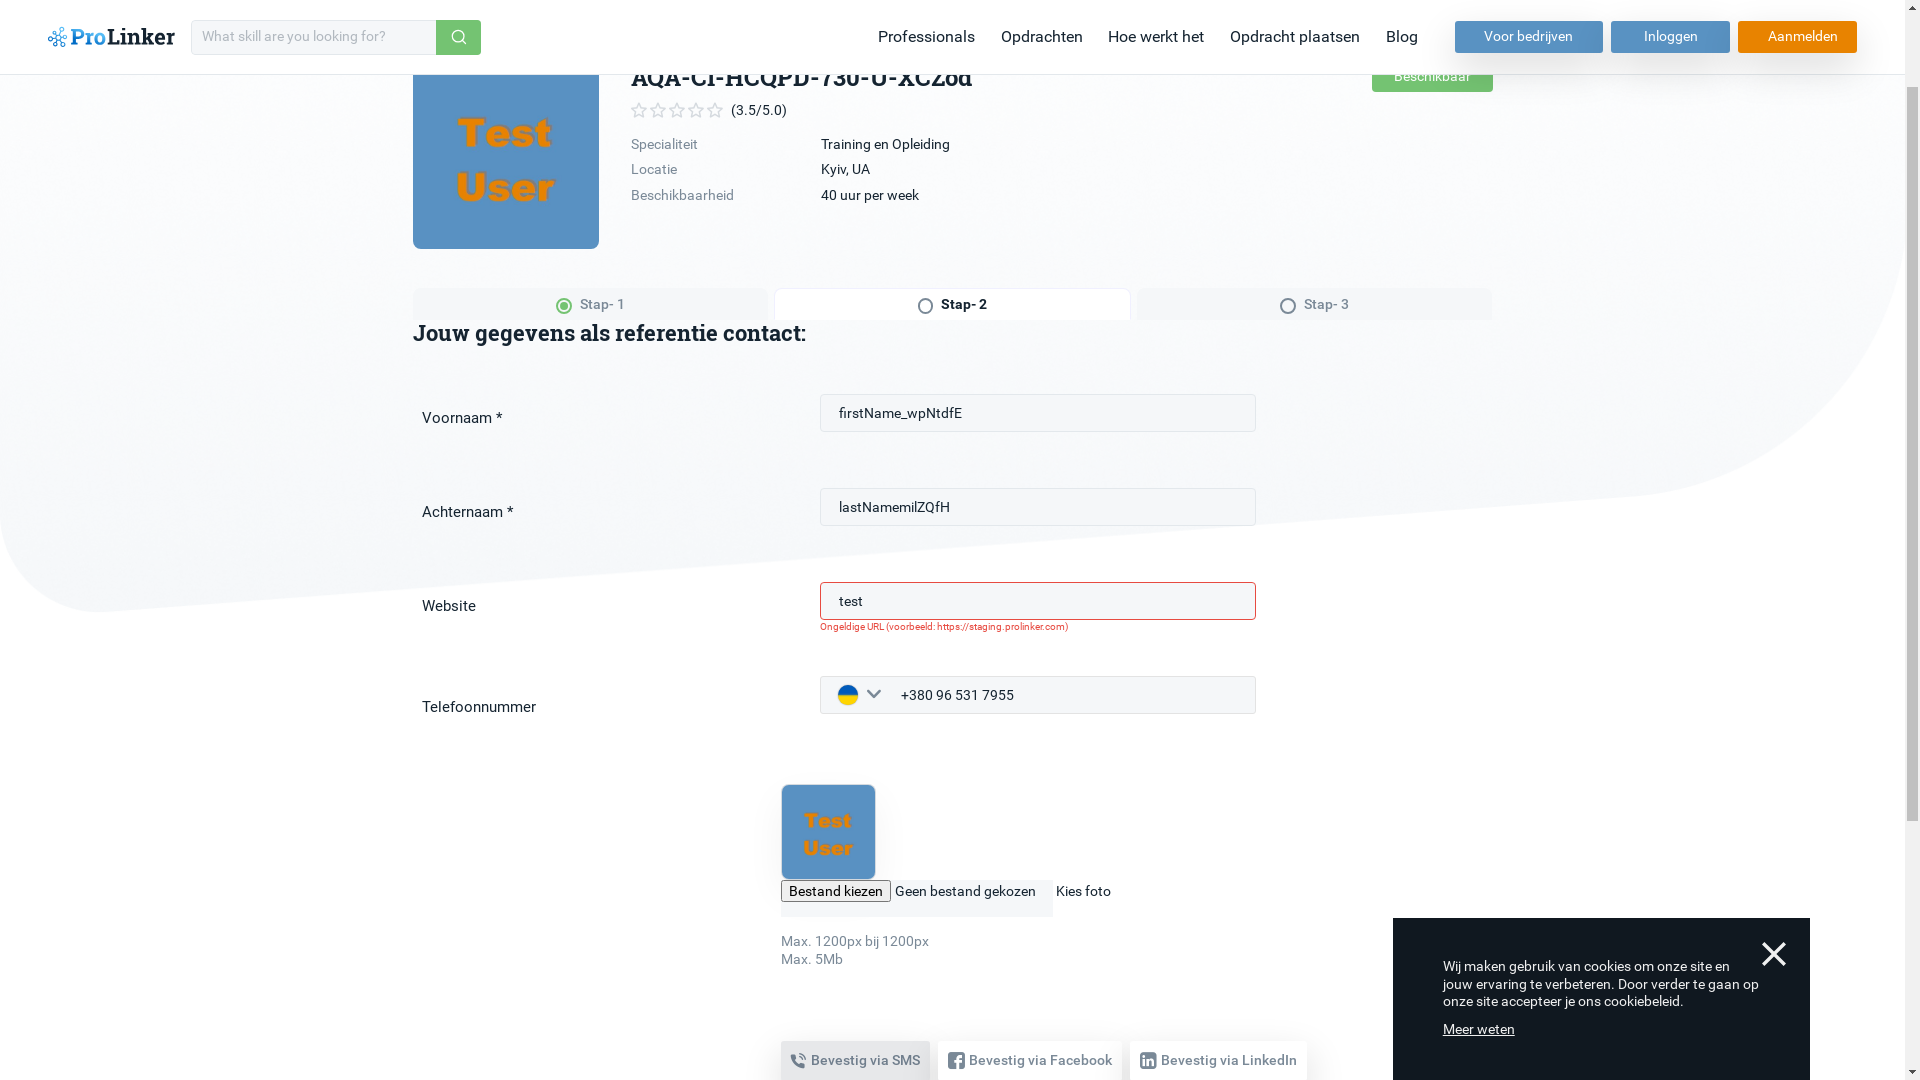 ProLinker
What skill are you looking for?
Professionals
Opdrachten
Hoe werkt het
Opdracht plaatsen
Blog
Voor bedrijven
Inloggen
Aanmelden
Test
User
AQA-CI-HCQPD-730-U-XCZod
Beschikbaar
(3.5/5.0)
Specialiteit Training en Opleiding
Locatie Kyiv, UA
Beschikbaarheid 40 uur per week
Stap- 1
Stap- 2
Stap- 3
Jouw gegevens als referentie contact:
Voornaam * firstName_wpNtdfE
Achternaam * lastNamemilZQfH
Website test
Ongeldige URL (voorbeeld: https://staging.prolinker.com)
Telefoonnummer +380 96 531 7955
Test
User
Bestand kiezen Geen bestand gekozen Kies foto
Max. 1200px bij 1200px
Max. 5Mb
Bevestig via SMS
Bevestig via Facebook
Bevestig via LinkedIn
Wij maken gebruik van cookies om onze site en
jouw ervaring te verbeteren. Door verder te gaan op
onze site accepteer je ons cookiebeleid.
Meer weten